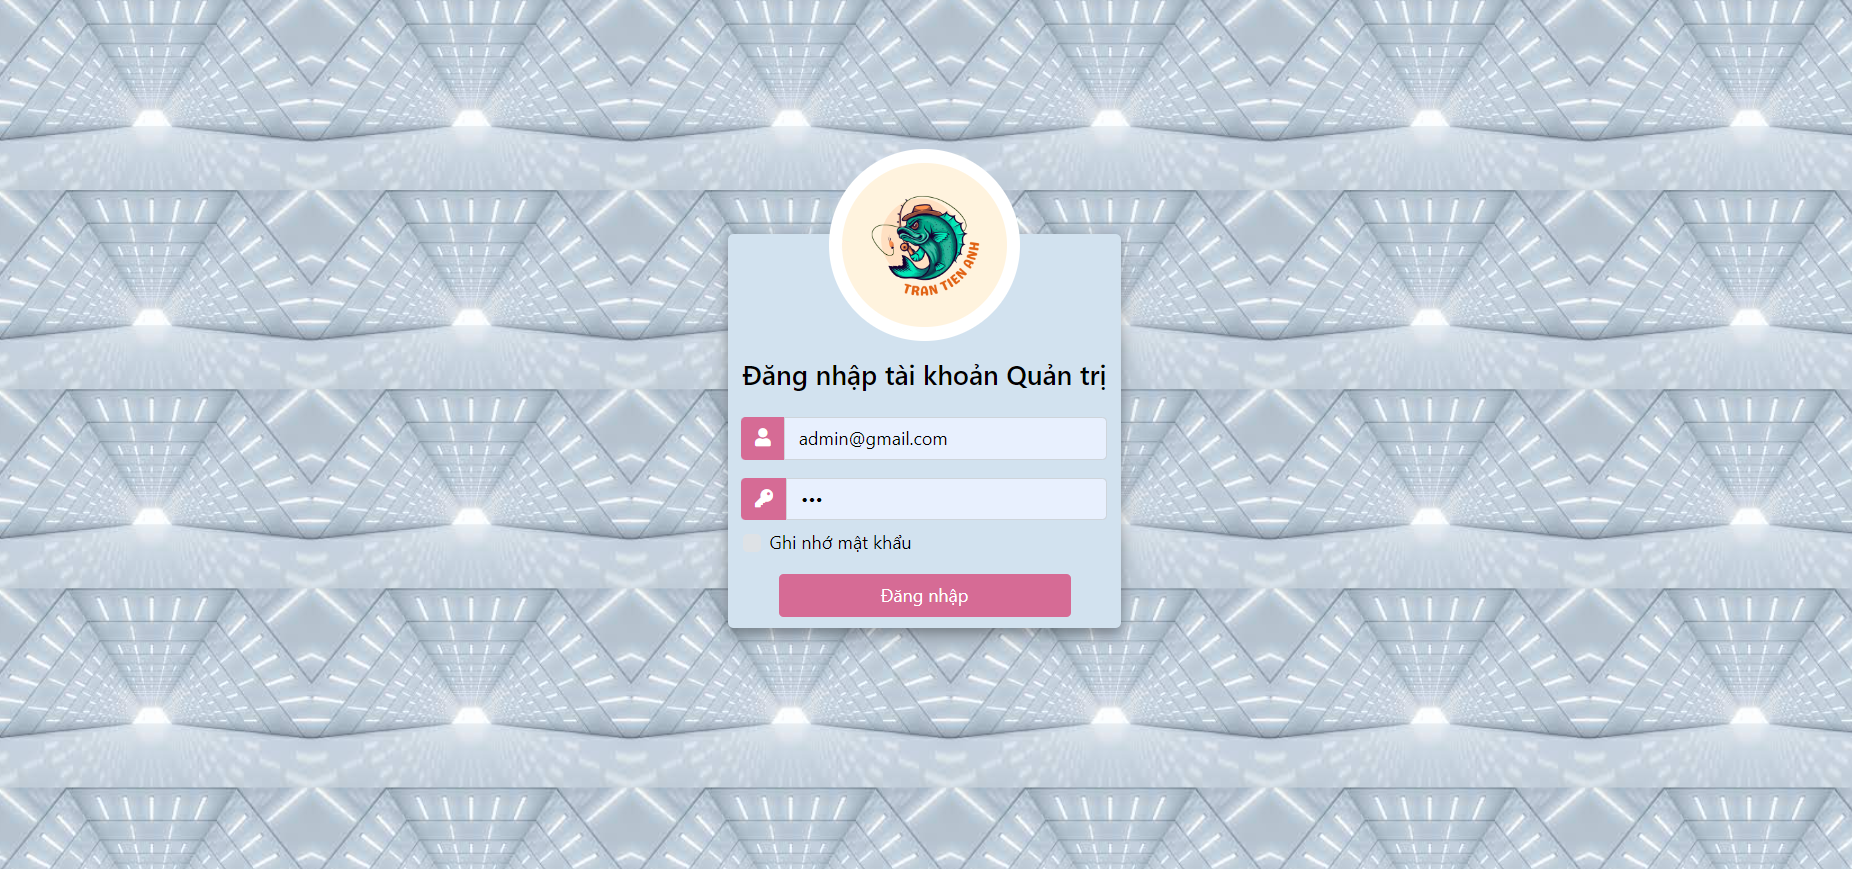 TRAN TIEN ANH
Đăng nhập tài khoản Quản trị
admin@gmail.com
•••
Ghi nhớ mật khẩu
Đăng nhập